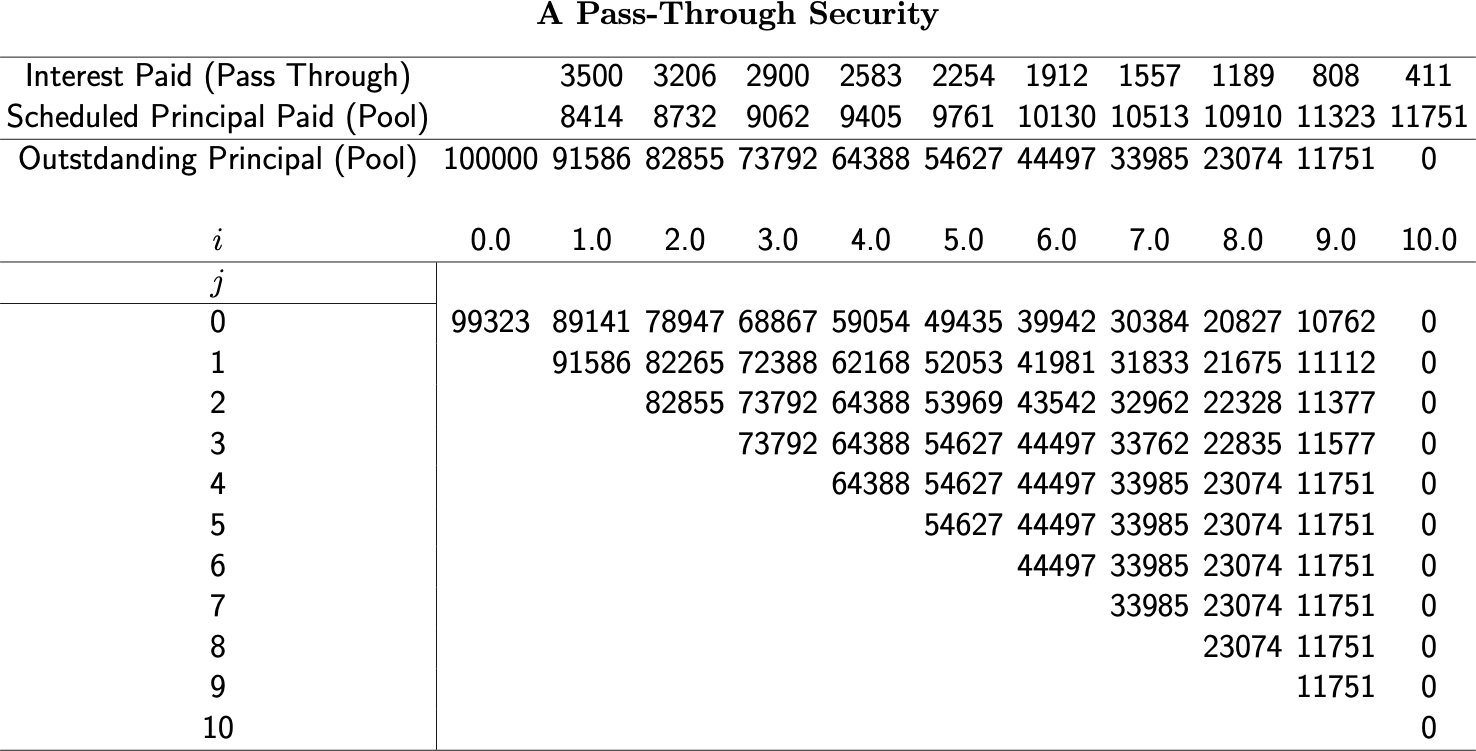 A Pass-Through Security
Interest Paid (Pass Through) 3500 3206 2900 2583 2254 1912 1557 1189 808 411
Scheduled Principal Paid (Pool) 8414 8732 9062 9405 9761 10130 10513 10910 11323 11751
Outstdanding Principal (Pool) 100000 91586 82855 73792 64388 54627 44497 33985 23074 11751 0
i 0.0 1.0 2.0 3.0 4.0 5.0 6.0 7.0 8.0 9.0 10.0
j
0 99323 89141 78947 68867 59054 49435 39942 30384 20827 10762 0
1 91586 82265 72388 62168 52053 41981 31833 21675 11112 0
2 82855 73792 64388 53969 43542 32962 22328 11377 0
3 73792 64388 54627 44497 33762 22835 11577 0
4 64388 54627 44497 33985 23074 11751 0
5 54627 44497 33985 23074 11751 0
6 44497 33985 23074 11751 0
7 33985 23074 11751 0
8 23074 11751 0
9 11751 0
10 0